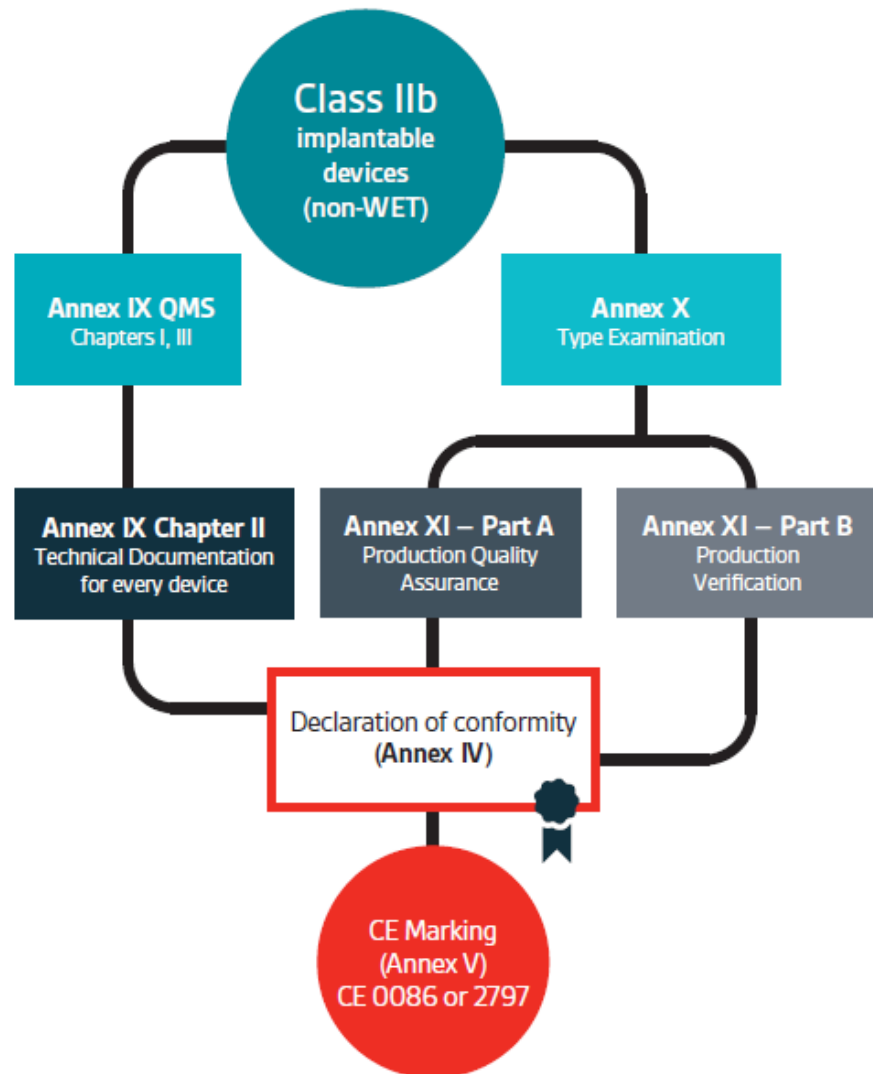 Class IIb
implantable
devices
(non-WET)
Annex IX QMS
Chapters I, III
Annex X
Type Examination
Annex IX Chapter II
Technical Documentation
for every device
Annex XI – Part A
Production Quality
Assurance
Annex XI – Part B
Production
Verification
Declaration of conformity
(Annex IV)
CE Marking
(Annex V)
CE 0086 or 2797